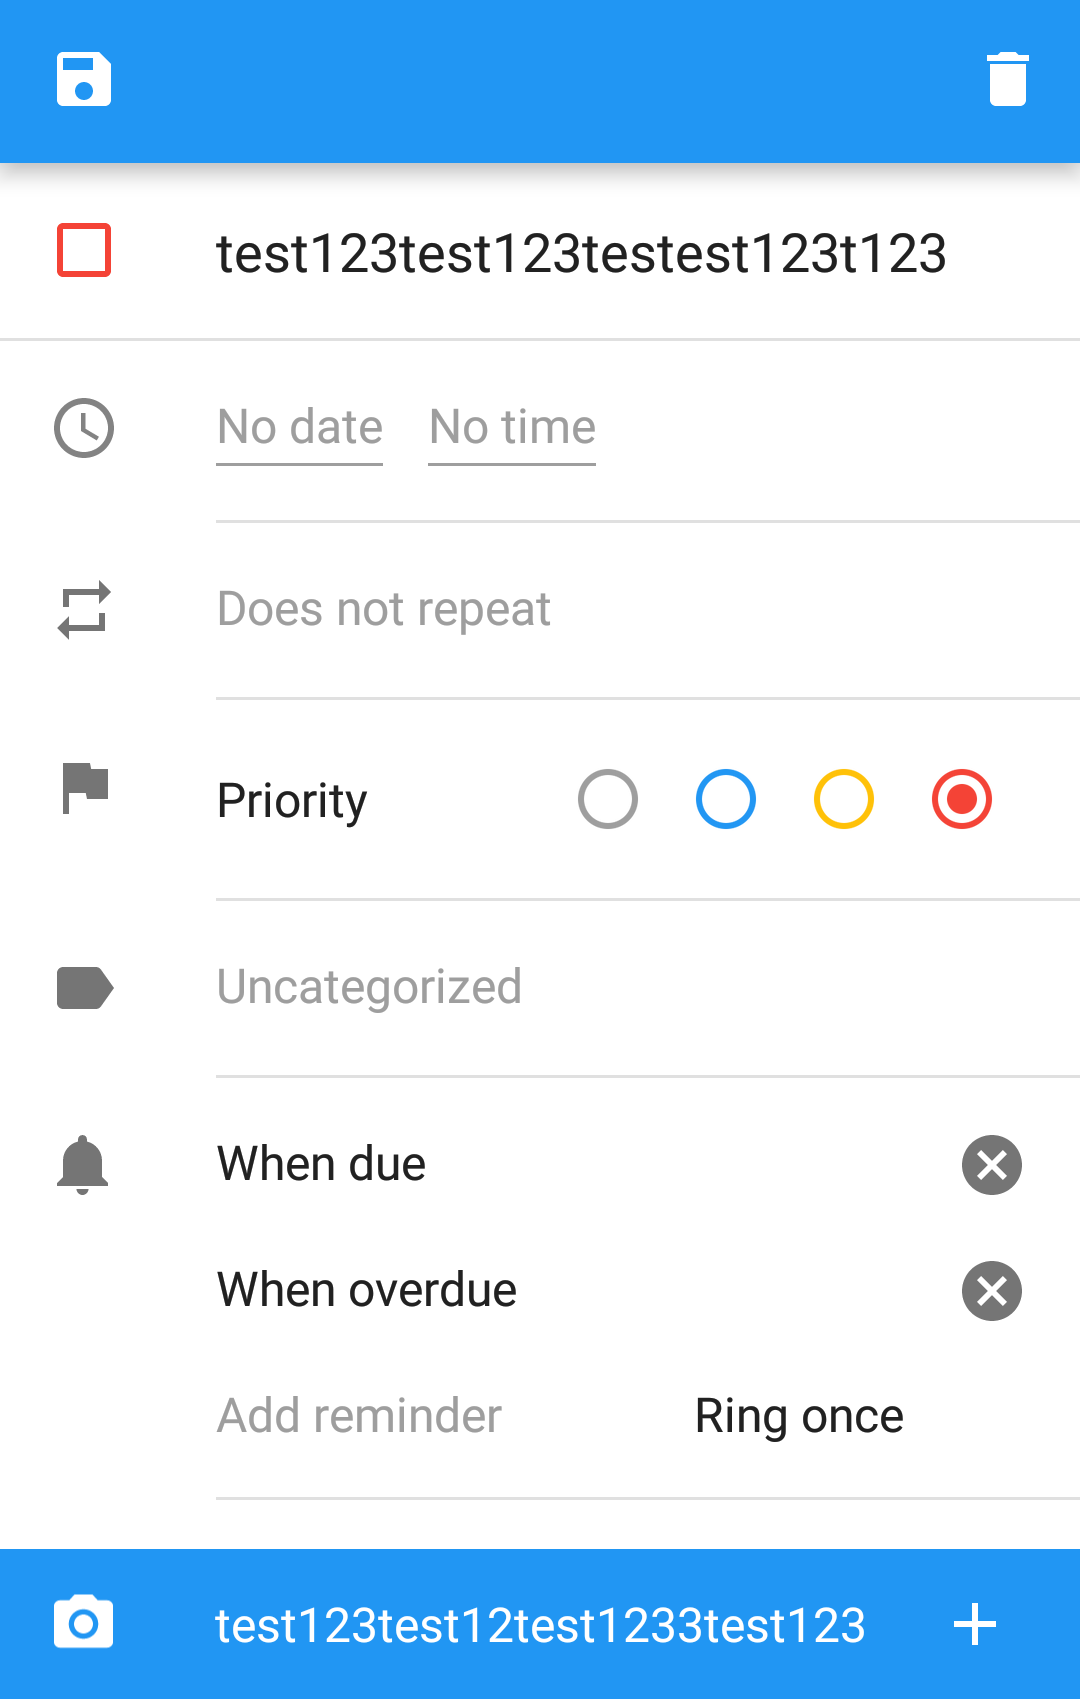 test123test123testest123t123
No date No time
Does not repeat
Priority
Uncategorized
When due
When overdue
Add reminder Ring once
test123test12test1233test123